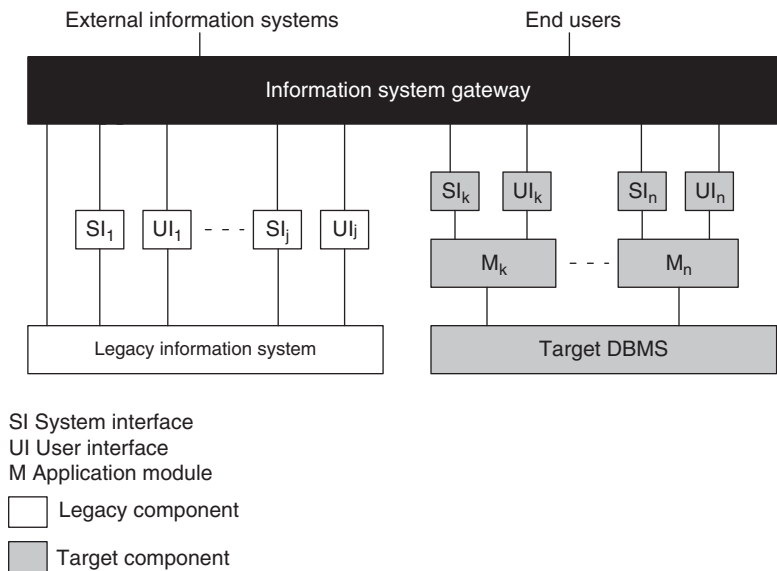 External information systems End users
Information system gateway
SIₖ UIₖ SIₙ UIₙ
SI₁ UI₁ - - - SIⱼ UIⱼ
Mₖ - - - Mₙ
Legacy information system Target DBMS
SI System interface
UI User interface
M Application module
Legacy component
Target component